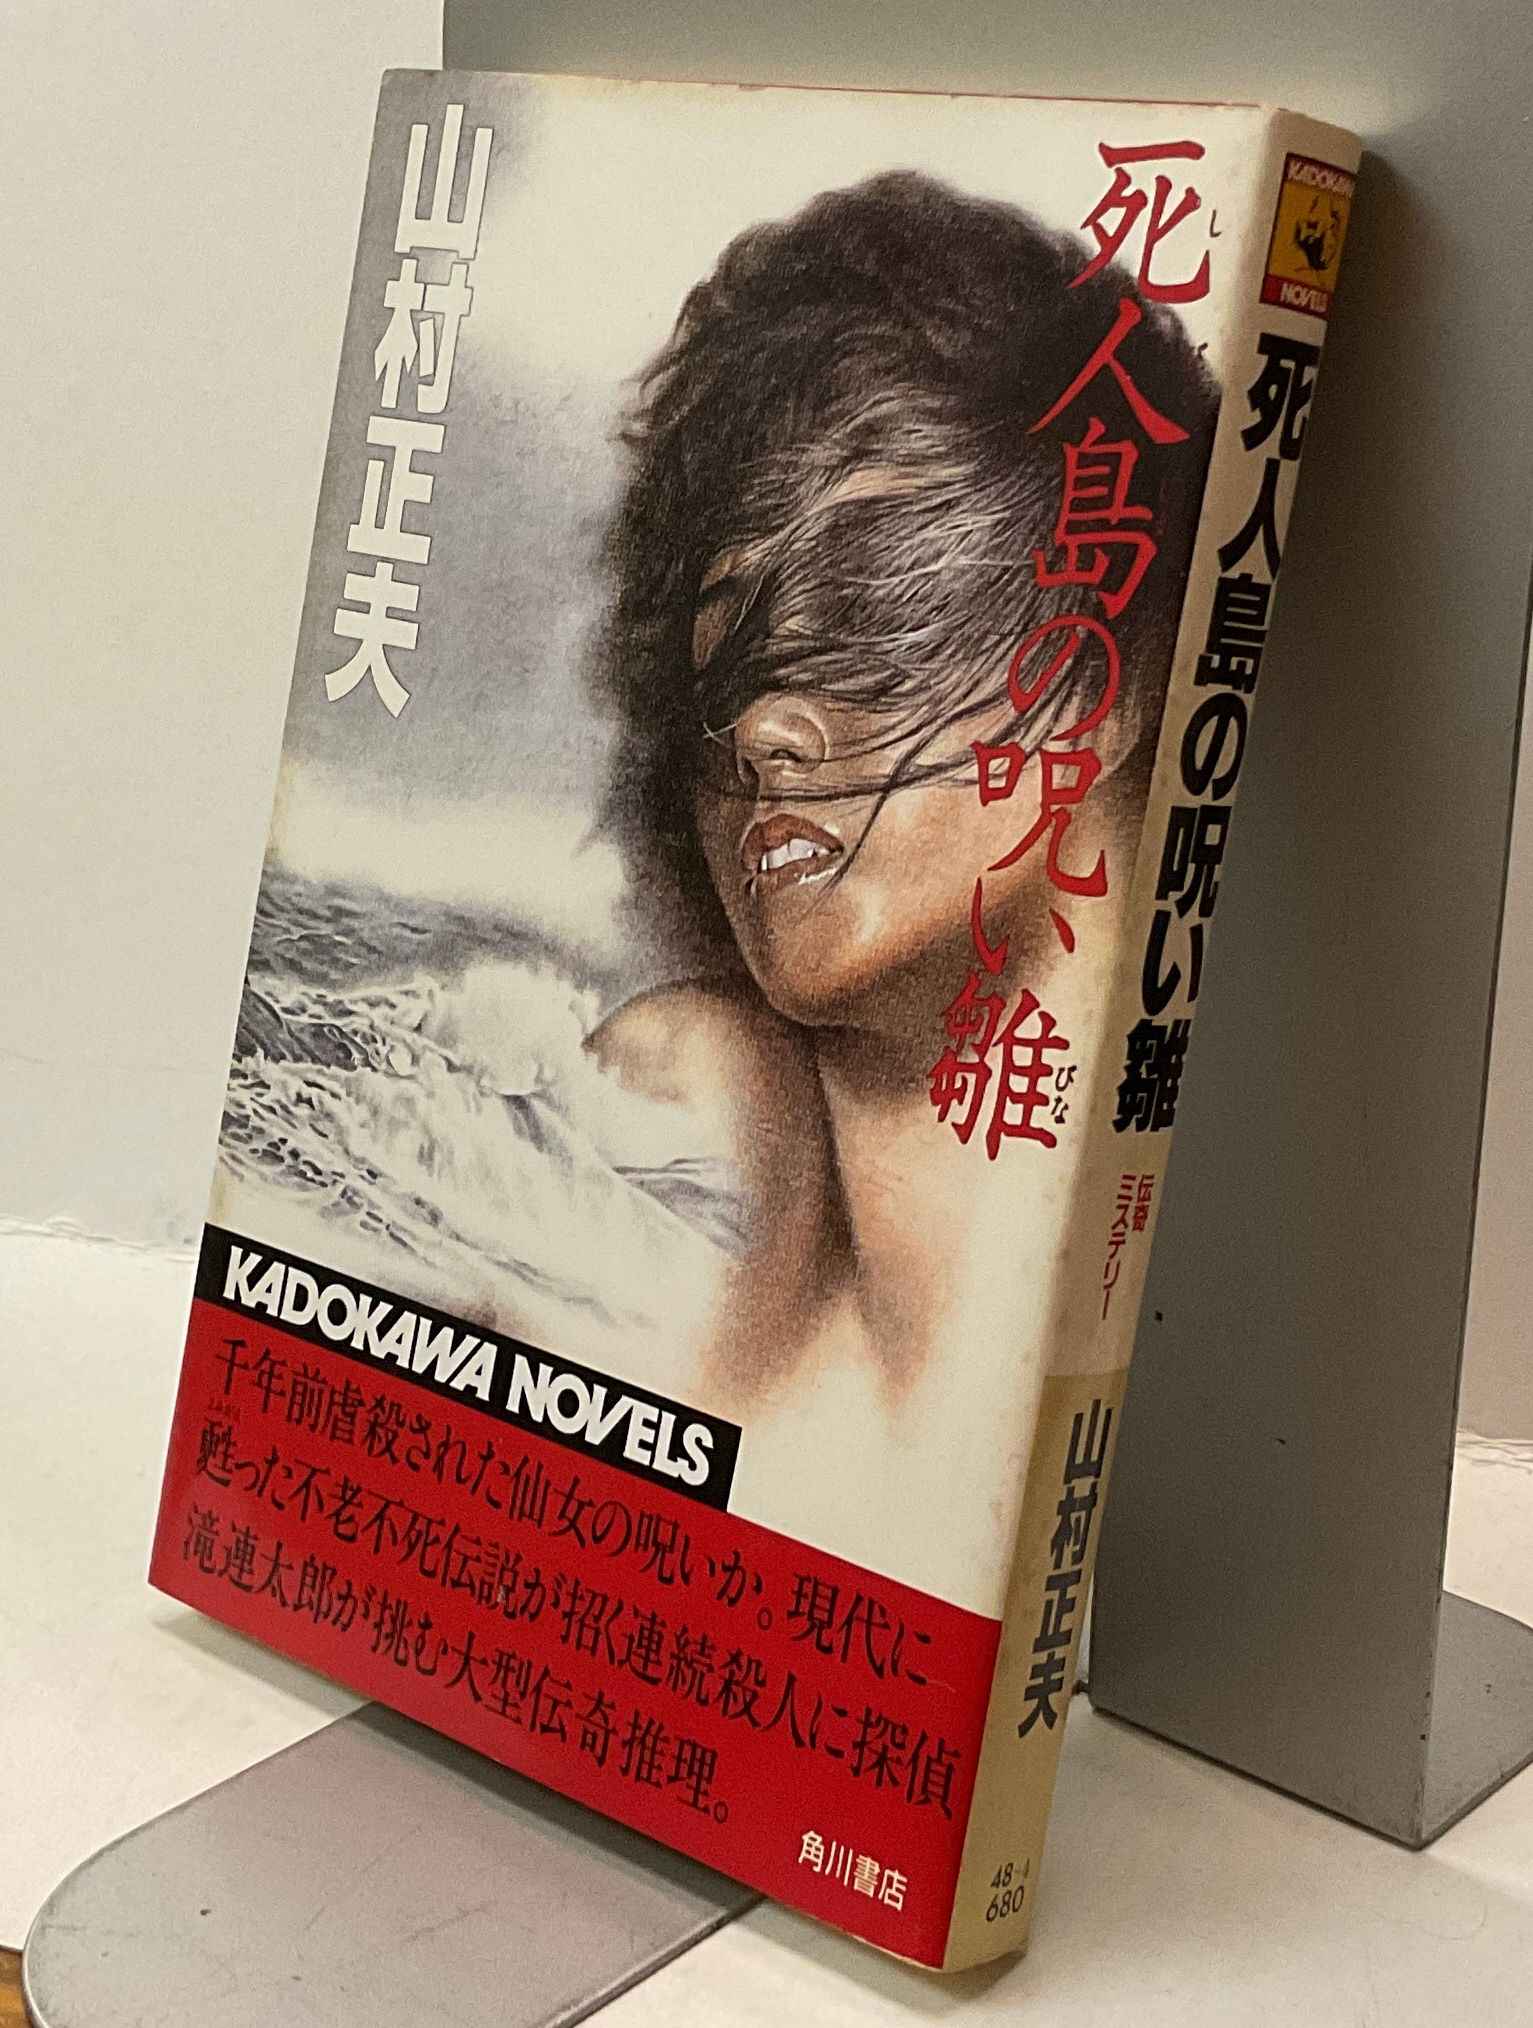 死人島の呪い雛
し
びな
山村正夫
KADOKAWA NOVELS
千年前虐殺された仙女の呪いか。現代に
甦った不老不死伝説が招く連続殺人に探偵
滝連太郎が挑む大型伝奇推理。
角川書店
KADOKAWA
NOVELS
死人島の呪い雛
伝奇
ミステリー
山村正夫
48-4
680